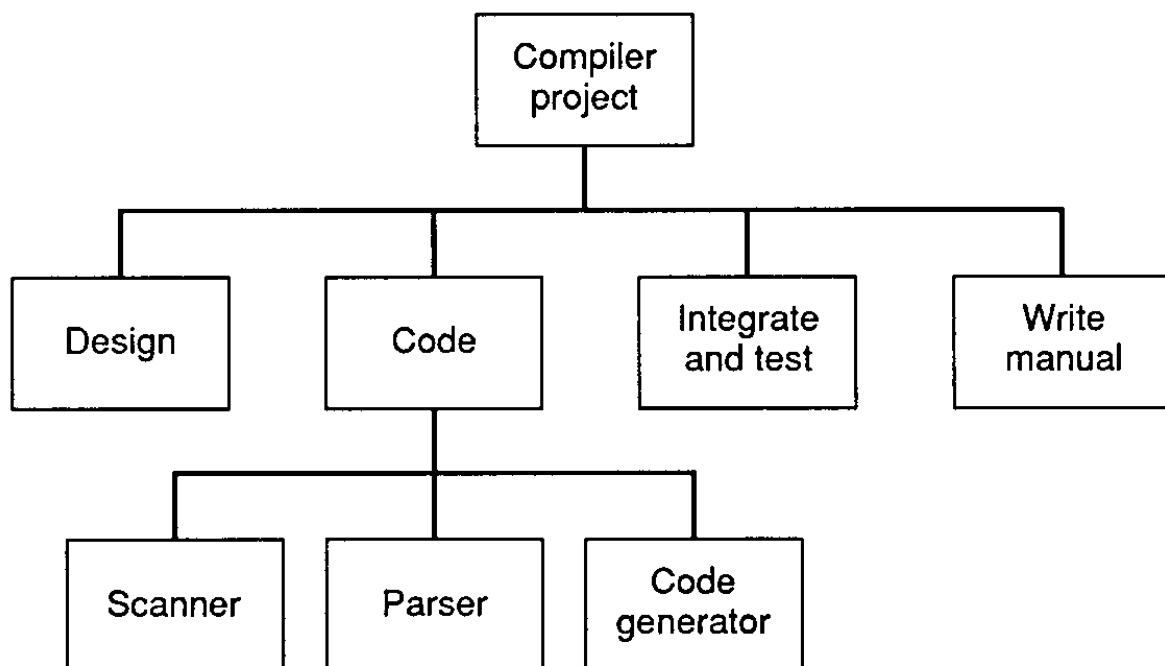 Compiler
project
Design
Code
Integrate
and test
Write
manual
Scanner
Parser
Code
generator